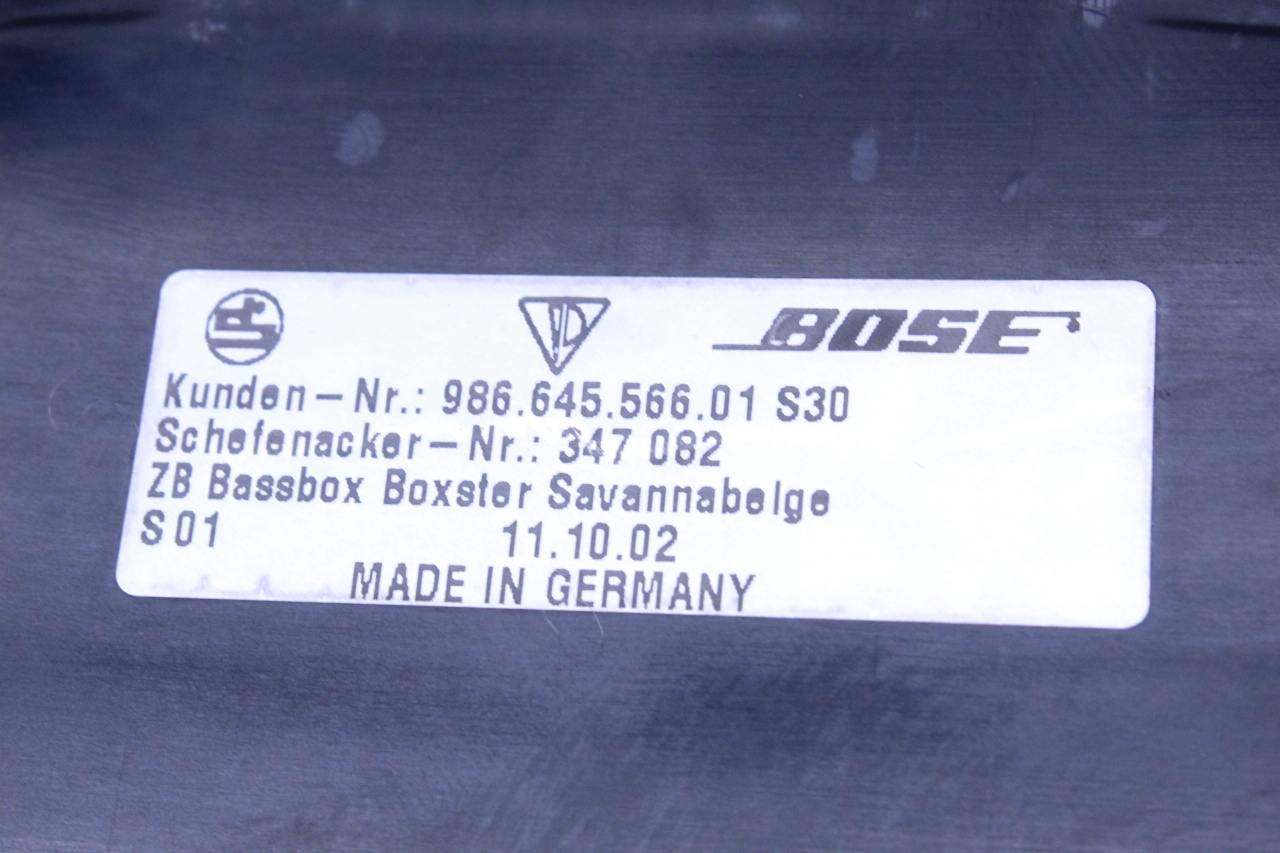 BOSE
Kunden-Nr.: 986.645.566.01 S30
Schefenacker-Nr.: 347 082
ZB Bassbox Boxster Savannabeige
S01 11.10.02
MADE IN GERMANY